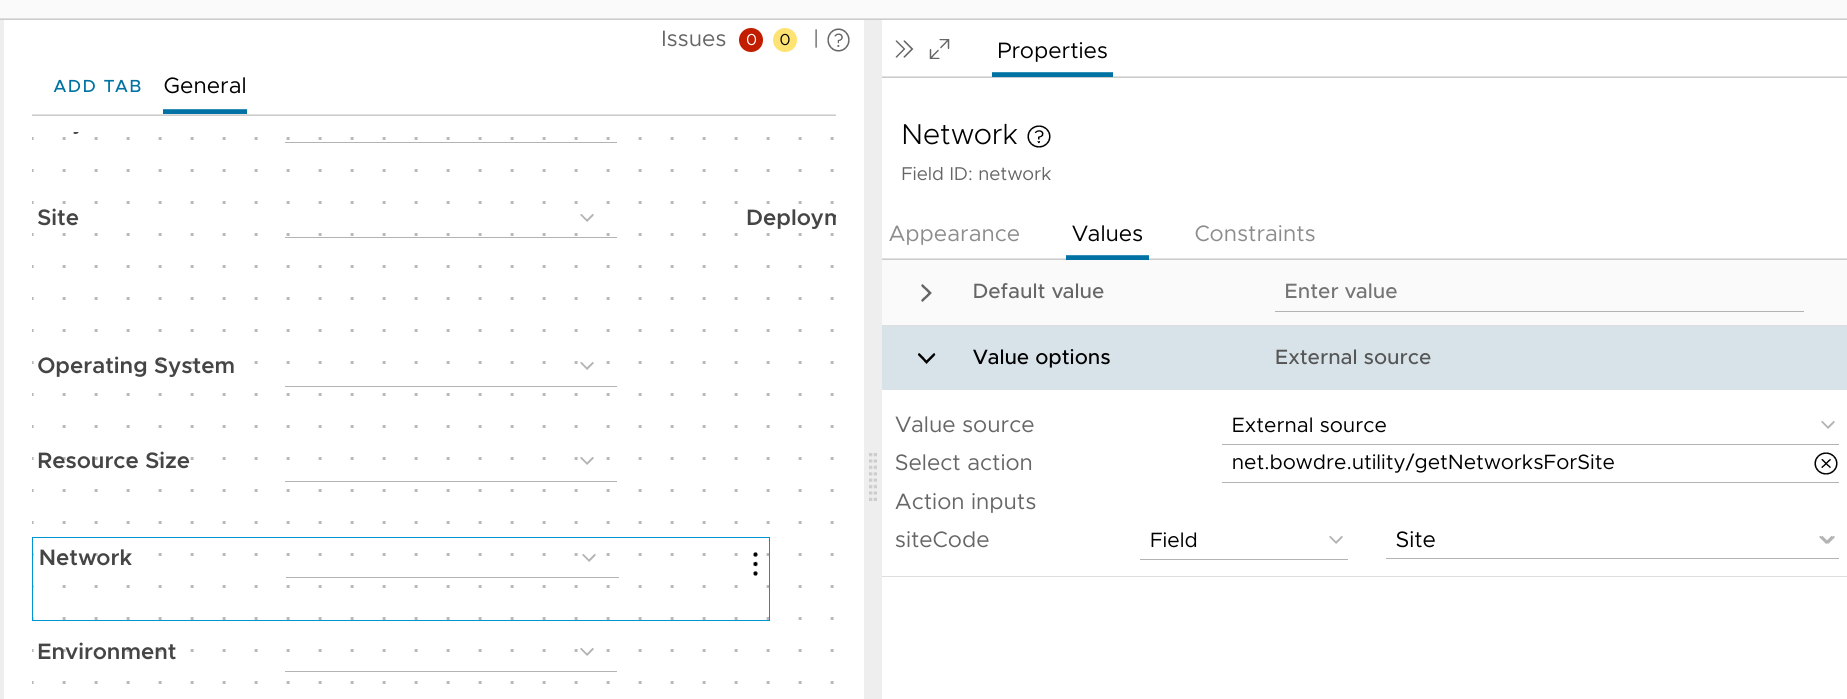 Issues 0 0 | ?
ADD TAB General
Site
Deploym
Operating System
Resource Size
Network
Environment
Properties
Network ?
Field ID: network
Appearance Values Constraints
Default value Enter value
Value options External source
Value source External source
Select action net.bowdre.utility/getNetworksForSite
Action inputs
siteCode Field Site